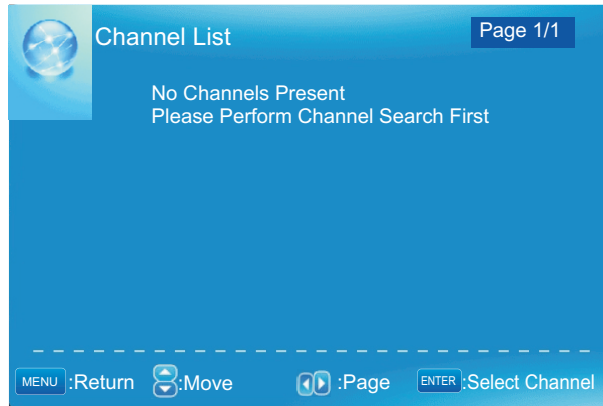 Channel List
Page 1/1
No Channels Present
Please Perform Channel Search First
MENU :Return :Move :Page ENTER :Select Channel